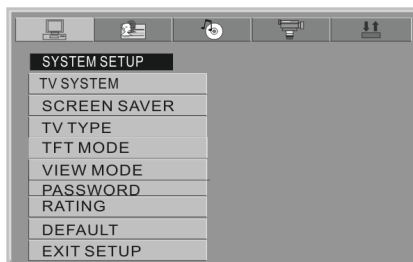 SYSTEM SETUP
TV SYSTEM
SCREEN SAVER
TV TYPE
TFT MODE
VIEW MODE
PASSWORD
RATING
DEFAULT
EXIT SETUP